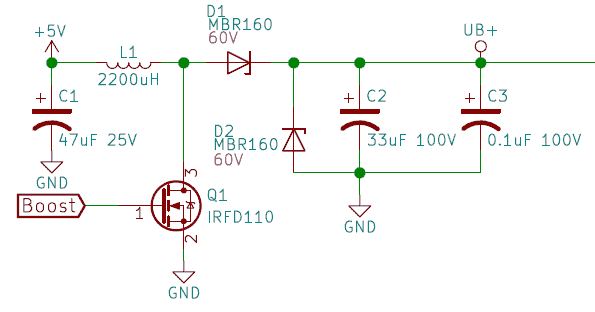 D1
MBR160
60V
+5V
UB+
L1
2200uH
+ C1
47uF 25V
+ C2
33uF 100V
+ C3
0.1uF 100V
D2
MBR160
60V
GND
3
Q1
Boost
1
IRFD110
GND
2
GND